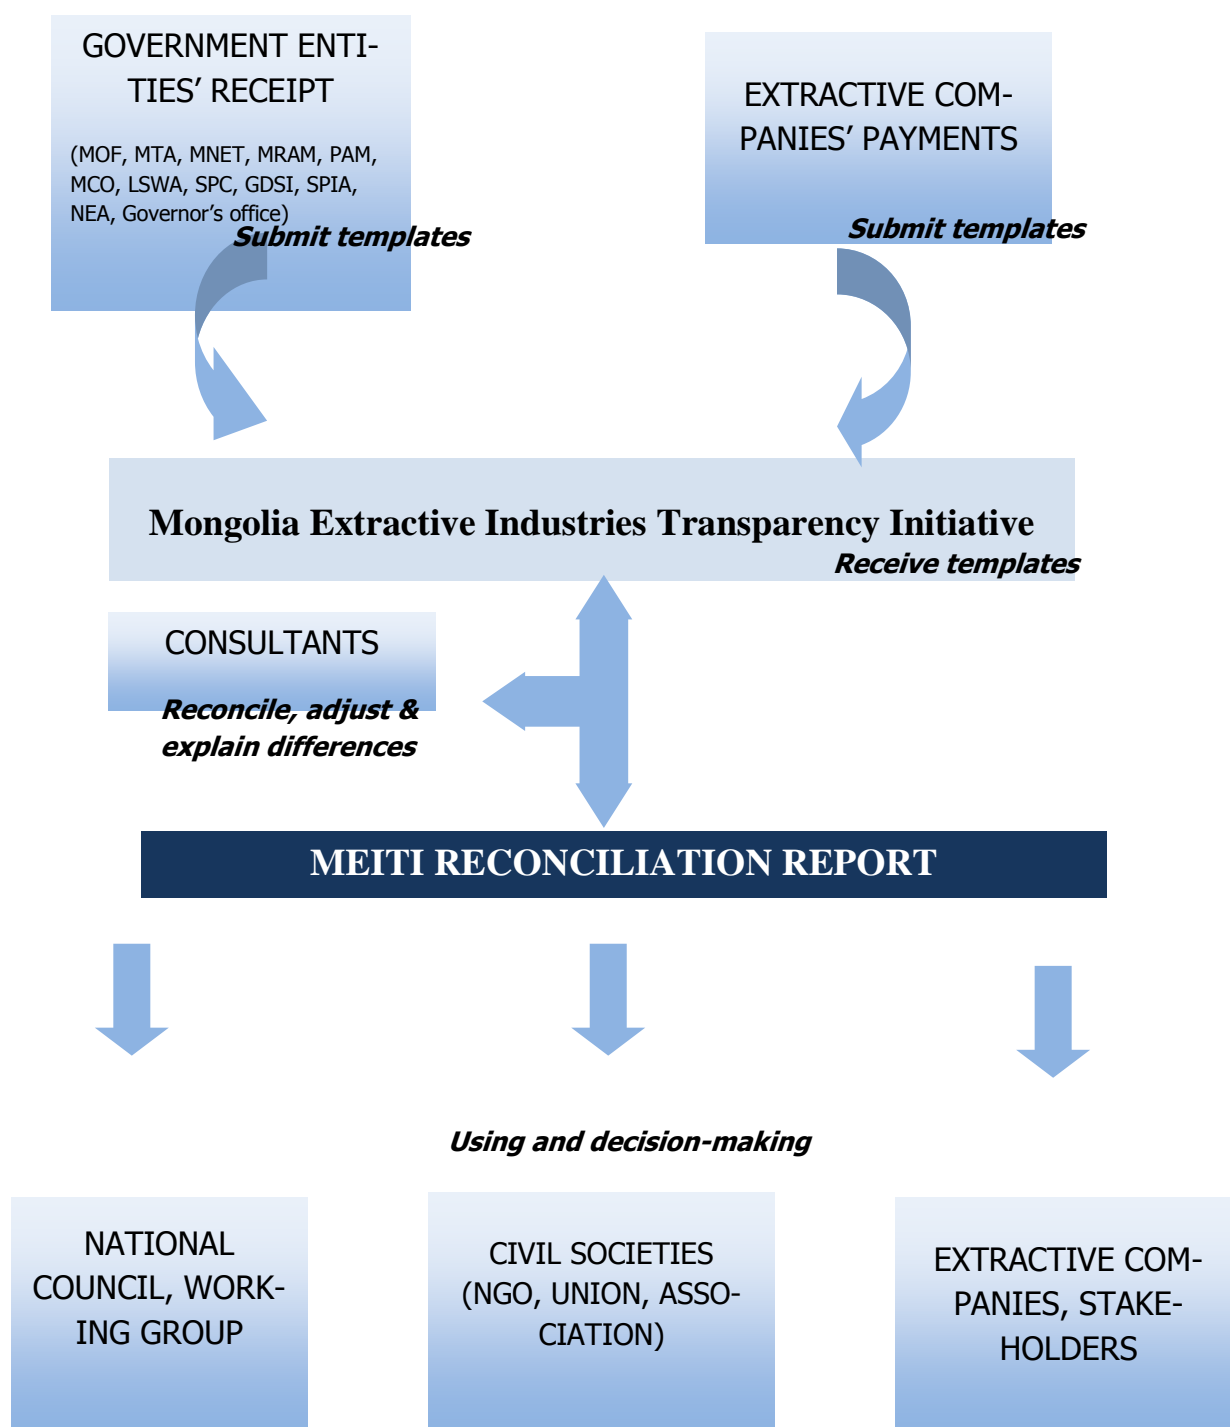 GOVERNMENT ENTI-
TIES’ RECEIPT
(MOF, MTA, MNET, MRAM, PAM,
MCO, LSWA, SPC, GDSI, SPIA,
NEA, Governor’s office)
Submit templates
EXTRACTIVE COM-
PANIES’ PAYMENTS
Submit templates
Mongolia Extractive Industries Transparency Initiative
Receive templates
CONSULTANTS
Reconcile, adjust &
explain differences
MEITI RECONCILIATION REPORT
Using and decision-making
NATIONAL
COUNCIL, WORK-
ING GROUP
CIVIL SOCIETIES
(NGO, UNION, ASSO-
CIATION)
EXTRACTIVE COM-
PANIES, STAKE-
HOLDERS